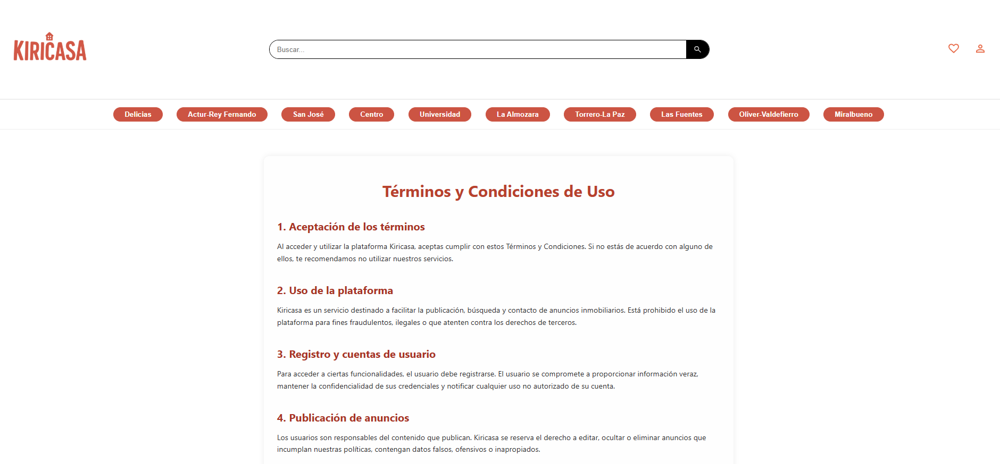 KIRICASA
Buscar...
Delicias
Actur-Rey Fernando
San José
Centro
Universidad
La Almozara
Torrero-La Paz
Las Fuentes
Oliver-Valdefierro
Miralbueno
Términos y Condiciones de Uso
1. Aceptación de los términos
Al acceder y utilizar la plataforma Kiricasa, aceptas cumplir con estos Términos y Condiciones. Si no estás de acuerdo con alguno de
ellos, te recomendamos no utilizar nuestros servicios.
2. Uso de la plataforma
Kiricasa es un servicio destinado a facilitar la publicación, búsqueda y contacto de anuncios inmobiliarios. Está prohibido el uso de la
plataforma para fines fraudulentos, ilegales o que atenten contra los derechos de terceros.
3. Registro y cuentas de usuario
Para acceder a ciertas funcionalidades, el usuario debe registrarse. El usuario se compromete a proporcionar información veraz,
mantener la confidencialidad de sus credenciales y notificar cualquier uso no autorizado de su cuenta.
4. Publicación de anuncios
Los usuarios son responsables del contenido que publican. Kiricasa se reserva el derecho a editar, ocultar o eliminar anuncios que
incumplan nuestras políticas, contengan datos falsos, ofensivos o inapropiados.